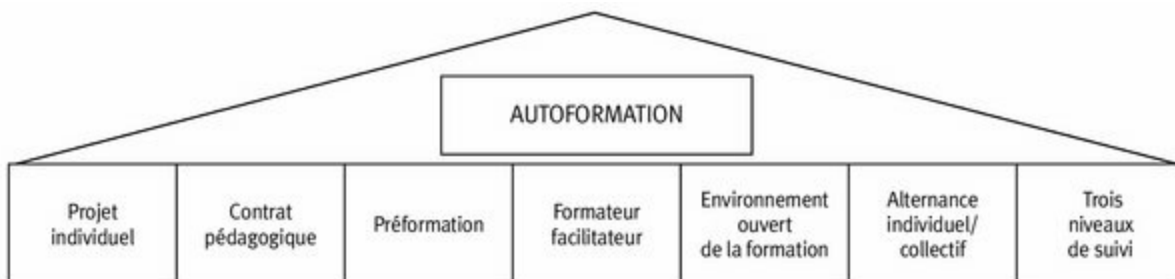 AUTOFORMATION
Projet
individuel
Contrat
pédagogique
Préformation
Formateur
facilitateur
Environnement
ouvert
de la formation
Alternance
individuel/
collectif
Trois
niveaux
de suivi